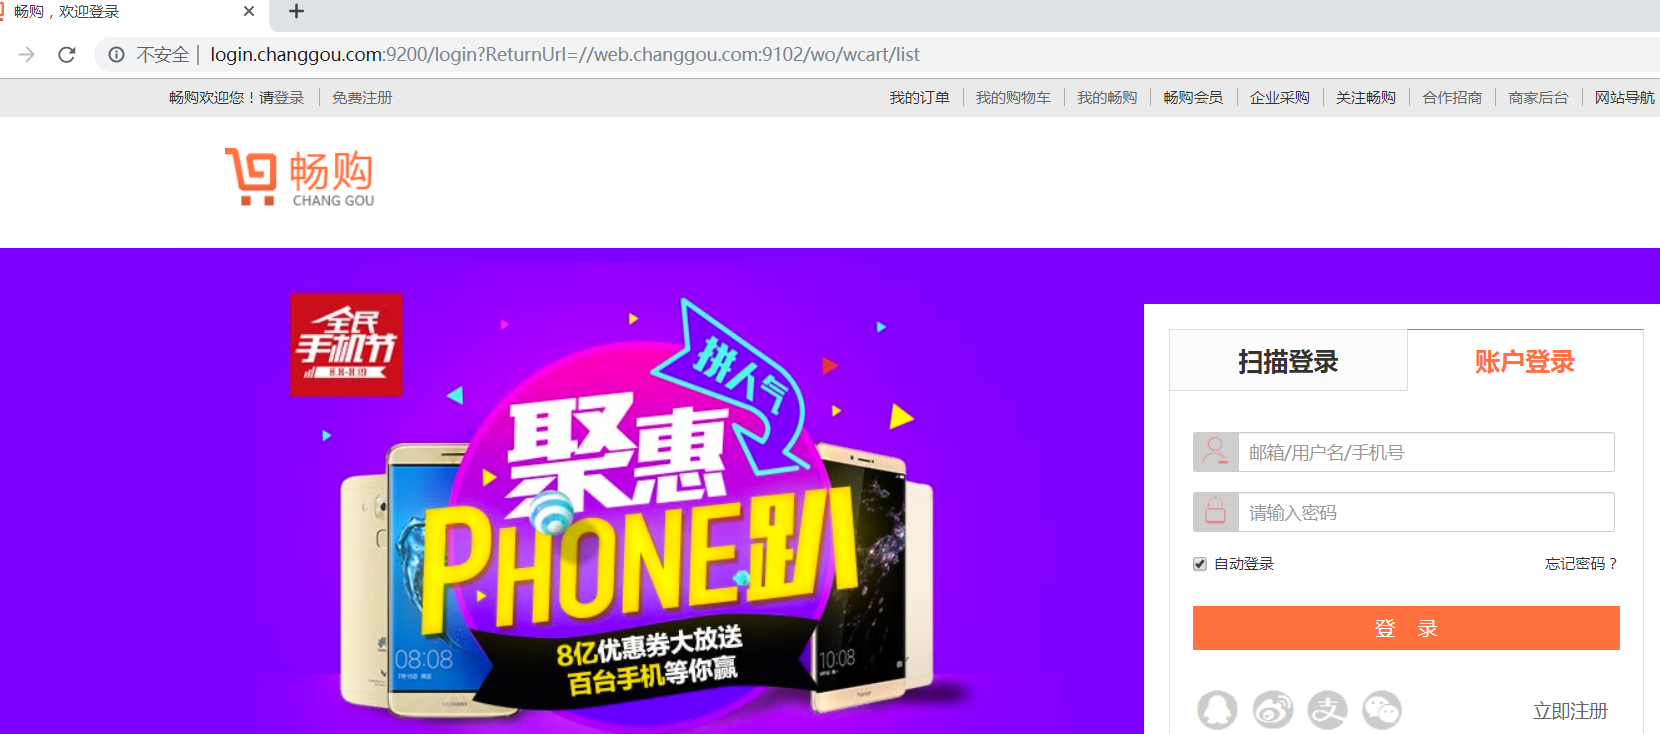 畅购，欢迎登录
不安全 | login.changgou.com:9200/login?ReturnUrl=//web.changgou.com:9102/wo/wcart/list
畅购欢迎您！请登录 免费注册 我的订单 我的购物车 我的畅购 畅购会员 企业采购 关注畅购 合作招商 商家后台 网站导航
畅购
CHANG GOU
全民
手机节
8.8-8.19
拼人气
聚惠
PHONE趴
8亿优惠券大放送
百台手机等你赢
08:08
10:08
HUAWEI
honor
扫描登录 账户登录
邮箱/用户名/手机号
请输入密码
自动登录 忘记密码？
登 录
支
立即注册